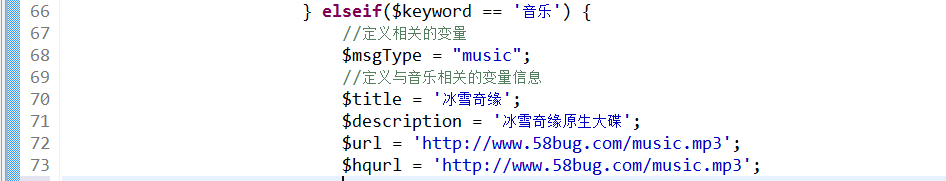 66 } elseif($keyword == '音乐') {
67 //定义相关的变量
68 $msgType = "music";
69 //定义与音乐相关的变量信息
70 $title = '冰雪奇缘';
71 $description = '冰雪奇缘原生大碟';
72 $url = 'http://www.58bug.com/music.mp3';
73 $hqurl = 'http://www.58bug.com/music.mp3';